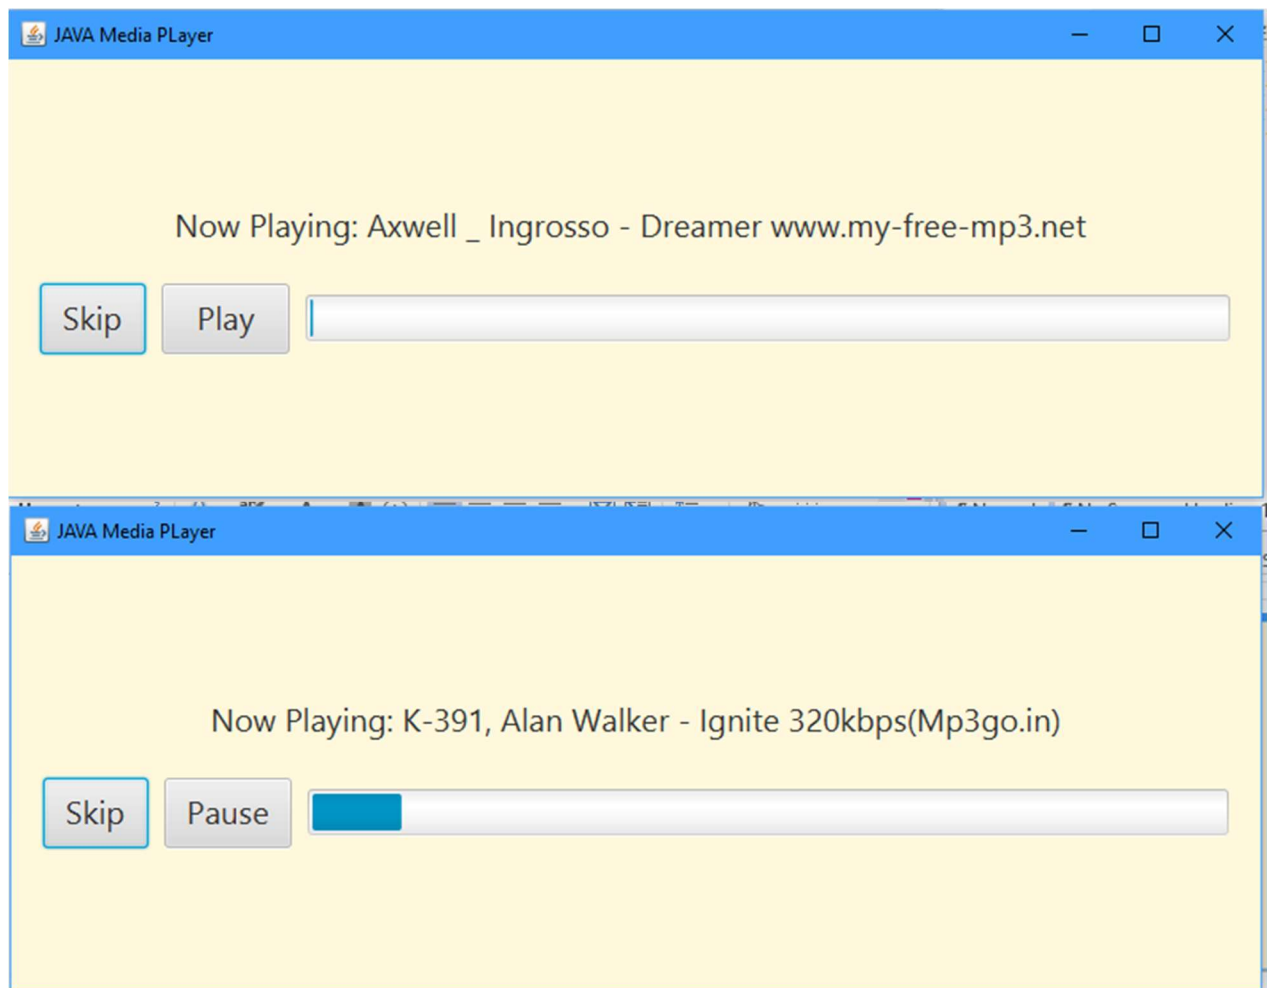 JAVA Media PLayer
Now Playing: Axwell _ Ingrosso - Dreamer www.my-free-mp3.net
Skip Play
JAVA Media PLayer
Now Playing: K-391, Alan Walker - Ignite 320kbps(Mp3go.in)
Skip Pause